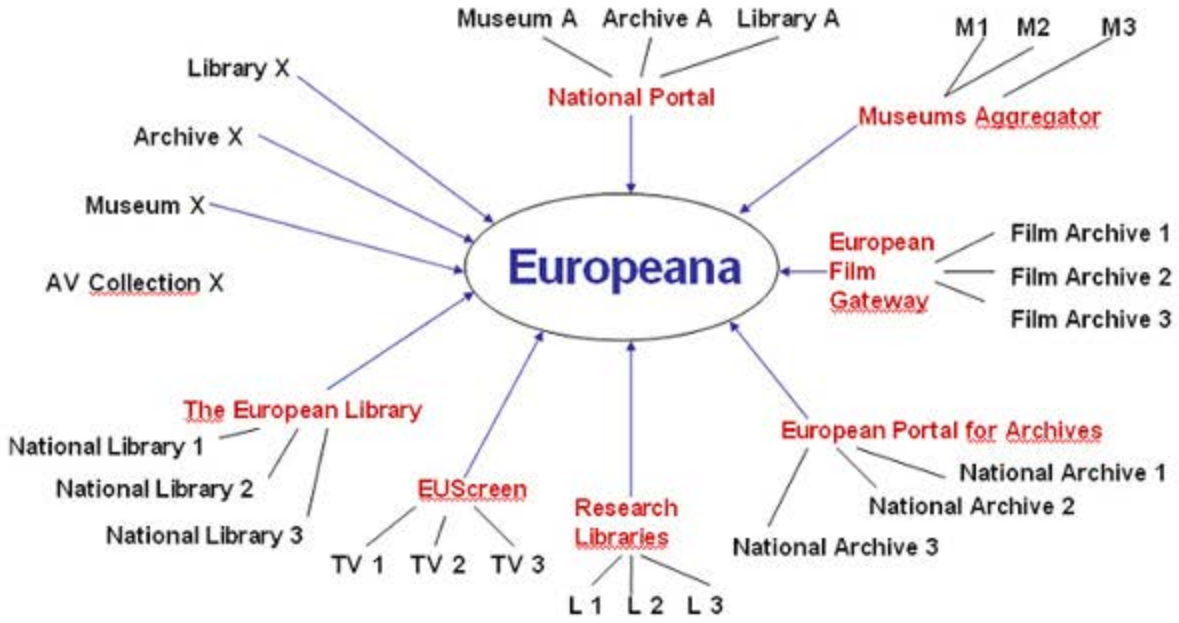 Museum A
Archive A
Library A
National Portal
M1
M2
M3
Museums Aggregator
Library X
Archive X
Museum X
AV Collection X
Europeana
European
Film
Gateway
Film Archive 1
Film Archive 2
Film Archive 3
The European Library
National Library 1
National Library 2
National Library 3
EUScreen
TV 1
TV 2
TV 3
Research
Libraries
L 1
L 2
L 3
European Portal for Archives
National Archive 1
National Archive 2
National Archive 3